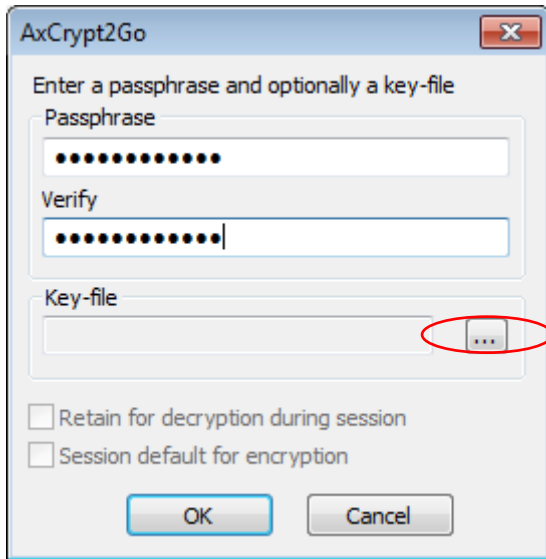 AxCrypt2Go
Enter a passphrase and optionally a key-file
Passphrase
••••••••••••
Verify
••••••••••••
Key-file
...
Retain for decryption during session
Session default for encryption
OK Cancel